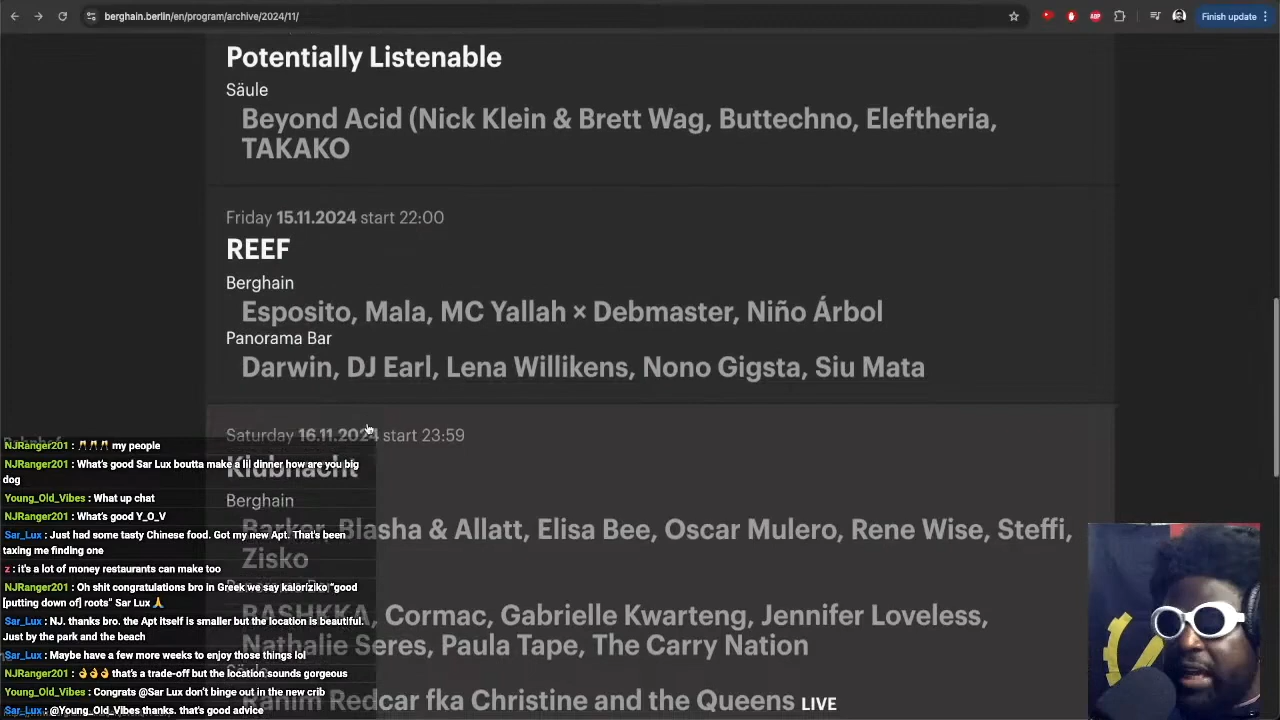 berghain.berlin/en/program/archive/2024/11/
Finish update
Potentially Listenable
Säule
Beyond Acid (Nick Klein & Brett Wag, Buttechno, Eleftheria,
TAKAKO
Friday 15.11.2024 start 22:00
REEF
Berghain
Esposito, Mala, MC Yallah × Debmaster, Niño Árbol
Panorama Bar
Darwin, DJ Earl, Lena Willikens, Nono Gigsta, Siu Mata
Saturday 16.11.2024 start 23:59
Klubnacht
Berghain
Barker, Blasha & Allatt, Elisa Bee, Oscar Mulero, Rene Wise, Steffi,
Zisko
BASHKKA, Cormac, Gabrielle Kwarteng, Jennifer Loveless,
Nathalie Seres, Paula Tape, The Carry Nation
Säule
Rahim Redcar fka Christine and the Queens LIVE
NJRanger201 : 🥂🥂🥂 my people
NJRanger201 : What's good Sar Lux boutta make a lil dinner how are you big
dog
Young_Old_Vibes : What up chat
NJRanger201 : What's good Y_O_V
Sar_Lux : Just had some tasty Chinese food. Got my new Apt. That's been
taxing me finding one
z : it's a lot of money restaurants can make too
NJRanger201 : Oh shit congratulations bro in Greek we say kaloriziko "good
[putting down of] roots" Sar Lux 🙏
Sar_Lux : NJ. thanks bro. the Apt itself is smaller but the location is beautiful.
Just by the park and the beach
Sar_Lux : Maybe have a few more weeks to enjoy those things lol
NJRanger201 : 👌👌👌 that's a trade-off but the location sounds gorgeous
Young_Old_Vibes : Congrats @Sar Lux don't binge out in the new crib
Sar_Lux : @Young_Old_Vibes thanks. that's good advice